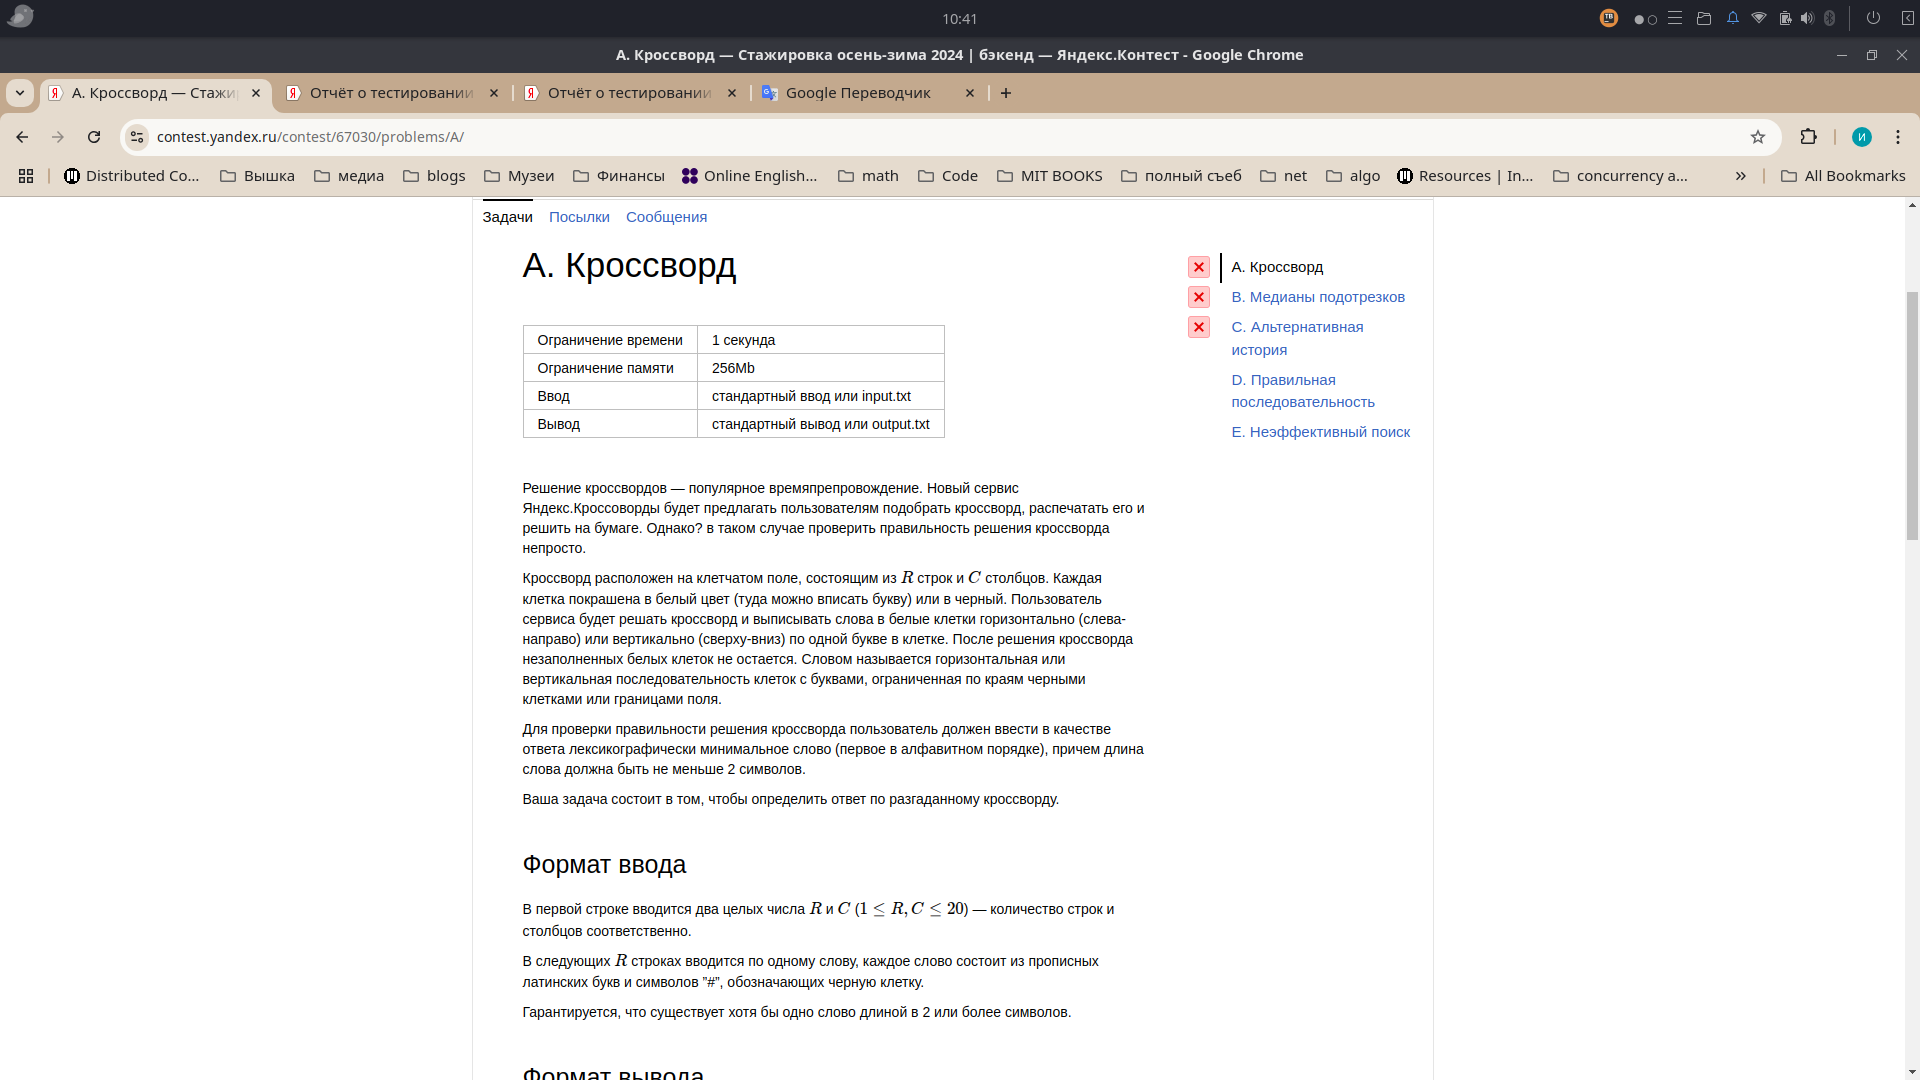 10:41
А. Кроссворд — Стажировка осень-зима 2024 | бэкенд — Яндекс.Контест - Google Chrome
А. Кроссворд — Стажи
Отчёт о тестировании
Отчёт о тестировании
Google Переводчик
contest.yandex.ru/contest/67030/problems/A/
И
Distributed Co...
Вышка
медиа
blogs
Музеи
Финансы
Online English...
math
Code
MIT BOOKS
полный съеб
net
algo
Resources | In...
concurrency a...
All Bookmarks
Задачи
Посылки
Сообщения
А. Кроссворд
Ограничение времени 1 секунда
Ограничение памяти 256Mb
Ввод стандартный ввод или input.txt
Вывод стандартный вывод или output.txt
Решение кроссвордов — популярное времяпрепровождение. Новый сервис
Яндекс.Кроссоворды будет предлагать пользователям подобрать кроссворд, распечатать его и
решить на бумаге. Однако? в таком случае проверить правильность решения кроссворда
непросто.
Кроссворд расположен на клетчатом поле, состоящим из R строк и C столбцов. Каждая
клетка покрашена в белый цвет (туда можно вписать букву) или в черный. Пользователь
сервиса будет решать кроссворд и выписывать слова в белые клетки горизонтально (слева-
направо) или вертикально (сверху-вниз) по одной букве в клетке. После решения кроссворда
незаполненных белых клеток не остается. Словом называется горизонтальная или
вертикальная последовательность клеток с буквами, ограниченная по краям черными
клетками или границами поля.
Для проверки правильности решения кроссворда пользователь должен ввести в качестве
ответа лексикографически минимальное слово (первое в алфавитном порядке), причем длина
слова должна быть не меньше 2 символов.
Ваша задача состоит в том, чтобы определить ответ по разгаданному кроссворду.
Формат ввода
В первой строке вводится два целых числа R и C (1 ≤ R, C ≤ 20) — количество строк и
столбцов соответственно.
В следующих R строках вводится по одному слову, каждое слово состоит из прописных
латинских букв и символов ”#”, обозначающих черную клетку.
Гарантируется, что существует хотя бы одно слово длиной в 2 или более символов.
Формат вывода
А. Кроссворд
B. Медианы подотрезков
C. Альтернативная
история
D. Правильная
последовательность
E. Неэффективный поиск